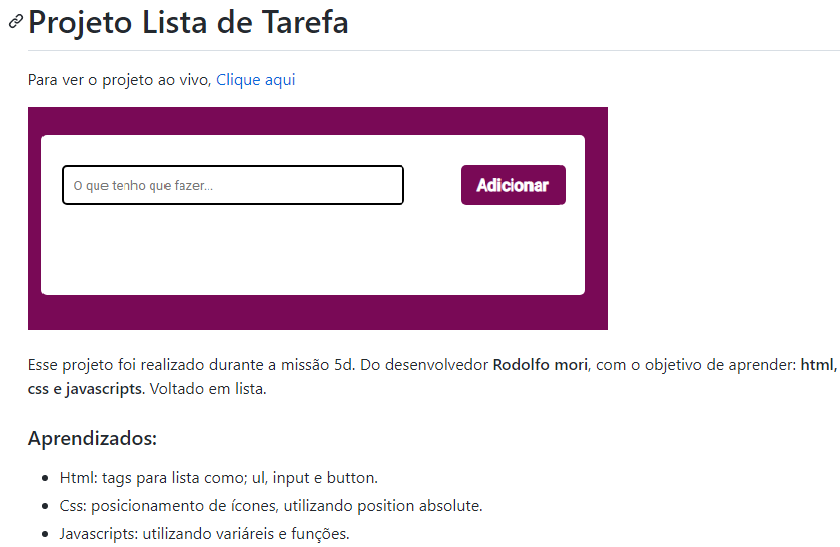 Projeto Lista de Tarefa
Para ver o projeto ao vivo, Clique aqui
O que tenho que fazer...
Adicionar
Esse projeto foi realizado durante a missão 5d. Do desenvolvedor Rodolfo mori, com o objetivo de aprender: html,
css e javascripts. Voltado em lista.
Aprendizados:
• Html: tags para lista como; ul, input e button.
• Css: posicionamento de ícones, utilizando position absolute.
• Javascripts: utilizando variáreis e funções.